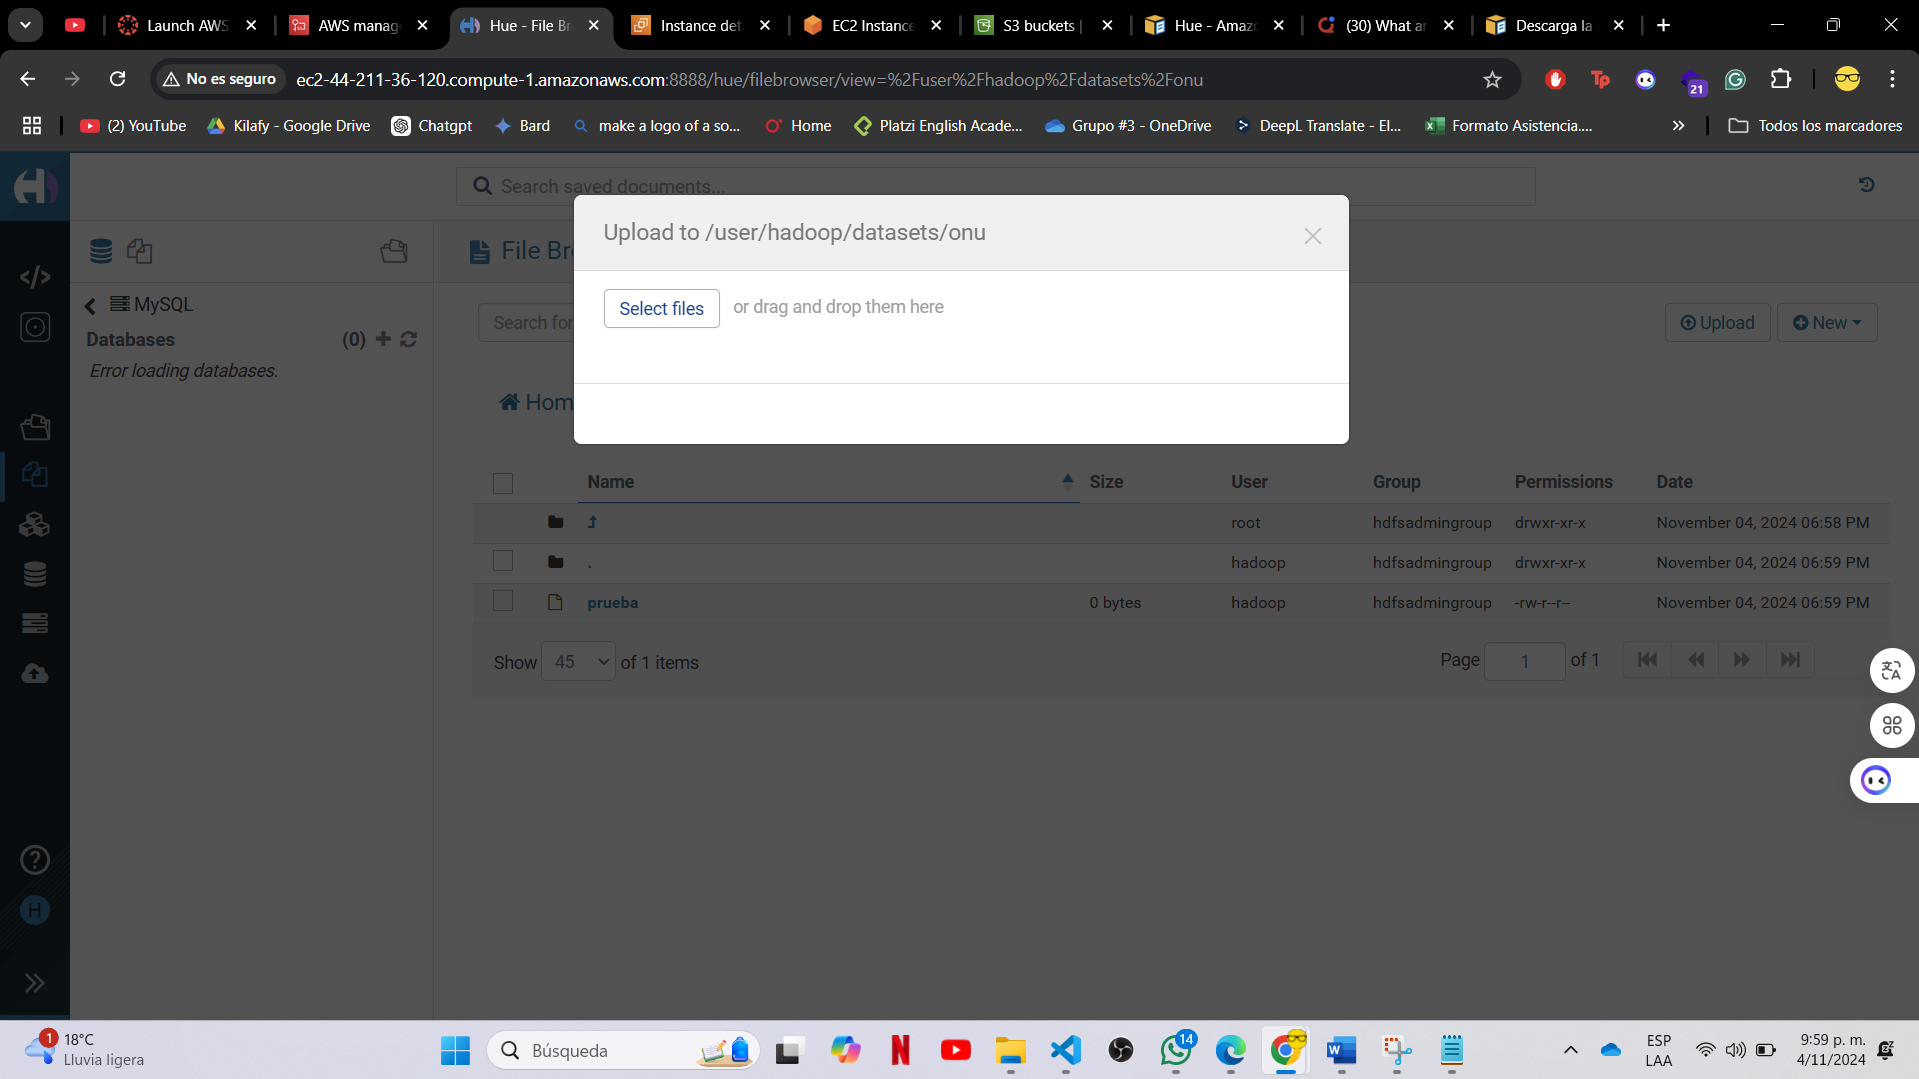 Launch AWS
AWS manag
Hue - File Br
Instance det
EC2 Instance
S3 buckets |
Hue - Amaz
(30) What ar
Descarga la
No es seguro
ec2-44-211-36-120.compute-1.amazonaws.com:8888/hue/filebrowser/view=%2Fuser%2Fhadoop%2Fdatasets%2Fonu
21
(2) YouTube
Kilafy - Google Drive
Chatgpt
Bard
make a logo of a so...
Home
Platzi English Acade...
Grupo #3 - OneDrive
DeepL Translate - El...
Formato Asistencia....
Todos los marcadores
Search saved documents...
Upload to /user/hadoop/datasets/onu
File Br
Select files
or drag and drop them here
MySQL
Databases
(0)
Error loading databases.
Search for
Upload
New
Hom
Name Size User Group Permissions Date
root hdfsadmingroup drwxr-xr-x November 04, 2024 06:58 PM
. hadoop hdfsadmingroup drwxr-xr-x November 04, 2024 06:59 PM
prueba 0 bytes hadoop hdfsadmingroup -rw-r--r-- November 04, 2024 06:59 PM
Show 45 of 1 items
Page 1 of 1
H
1
18°C
Lluvia ligera
Búsqueda
14
ESP
LAA
9:59 p. m.
4/11/2024